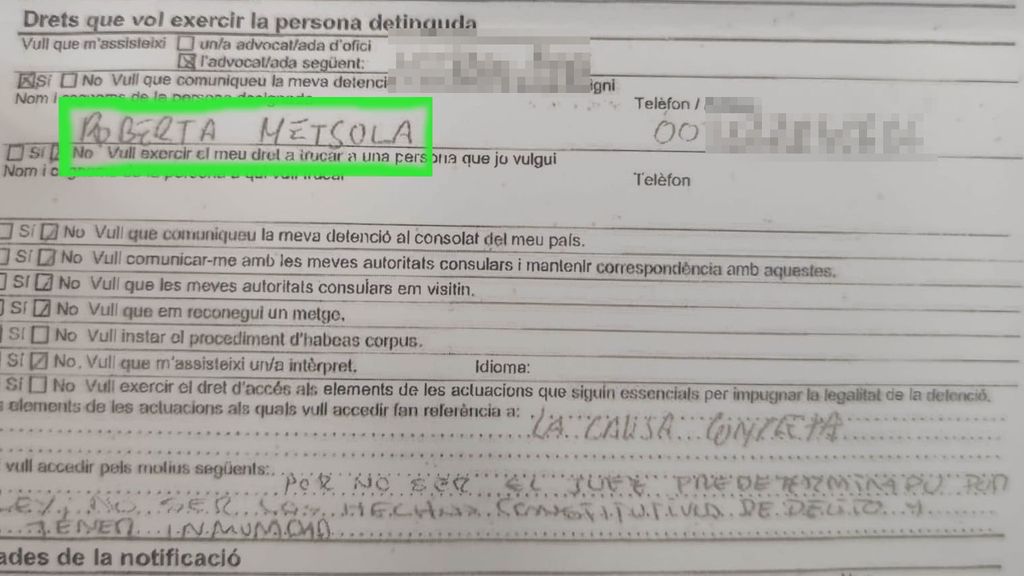 Drets que vol exercir la persona detinguda
Vull que m'assisteixi ☐ un/a advocat/ada d'ofici
☒ l'advocat/ada següent:
☒ Sí ☐ No Vull que comuniqueu la meva detenci igni
Nom i de la persona
Telèfon /
ROBERTA METSOLA 00
☐ Sí No Vull exercir el meu dret a trucar a una persona que jo vulgui
Nom i de la persona a qui vull trucar Telèfon
Sí ☑ No Vull que comuniqueu la meva detenció al consolat del meu país.
Sí ☑ No Vull comunicar-me amb les meves autoritats consulars i mantenir correspondència amb aquestes.
Sí ☑ No Vull que les meves autoritats consulars em visitin.
Sí ☑ No Vull que em reconegui un metge.
Sí ☐ No Vull instar el procediment d'habeas corpus.
Sí ☑ No. Vull que m'assisteixi un/a intèrpret. Idioma:
Sí ☐ No Vull exercir el dret d'accés als elements de les actuacions que siguin essencials per impugnar la legalitat de la detenció.
s elements de les actuacions als quals vull accedir fan referència a: LA CAUSA COMPLETA
vull accedir pels motius següents: POR NO SER EL JUEZ PREDETERMINADO POR
LEY, NO SER LOS HECHOS CONSTITUTIVOS DE DELITO Y
TENER INMUNIDAD
ades de la notificació